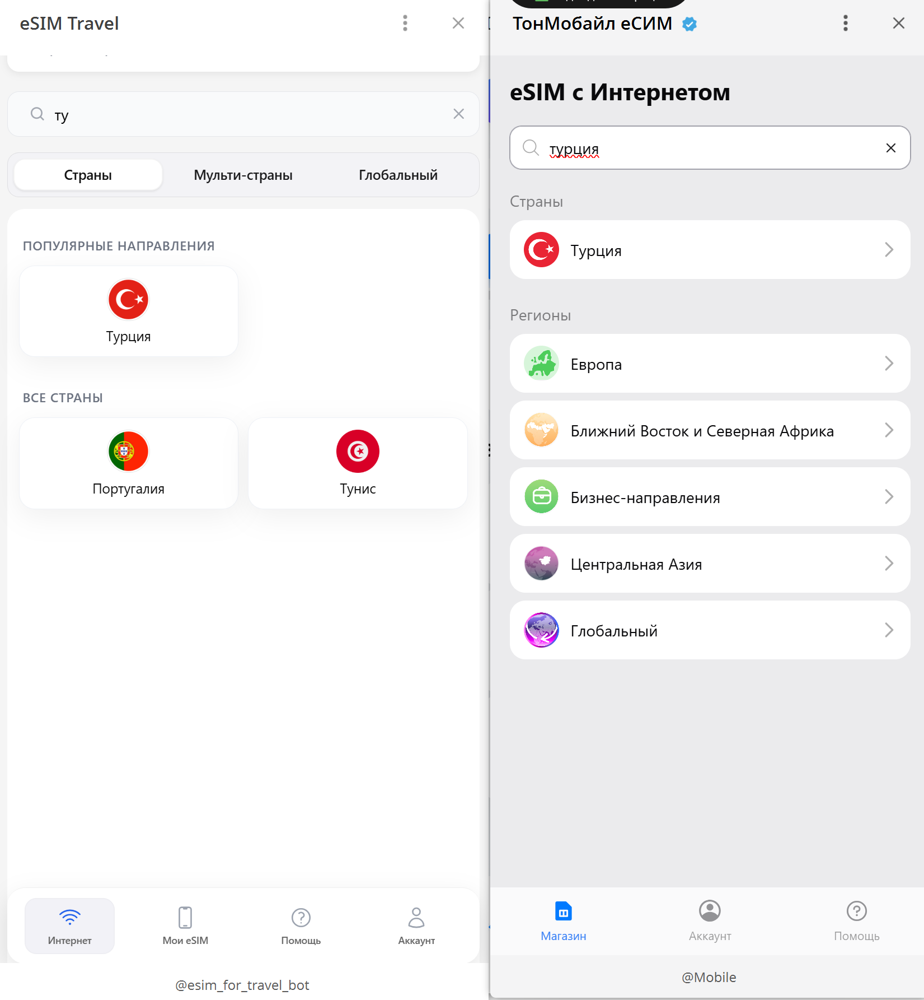 eSIM Travel
ту
Страны
Мульти-страны
Глобальный
ПОПУЛЯРНЫЕ НАПРАВЛЕНИЯ
Турция
ВСЕ СТРАНЫ
Португалия
Тунис
Интернет
Мои eSIM
Помощь
Аккаунт
@esim_for_travel_bot
ТонМобайл еСИМ
eSIM с Интернетом
турция
Страны
Турция
Регионы
Европа
Ближний Восток и Северная Африка
Бизнес-направления
Центральная Азия
Глобальный
Магазин
Аккаунт
Помощь
@Mobile